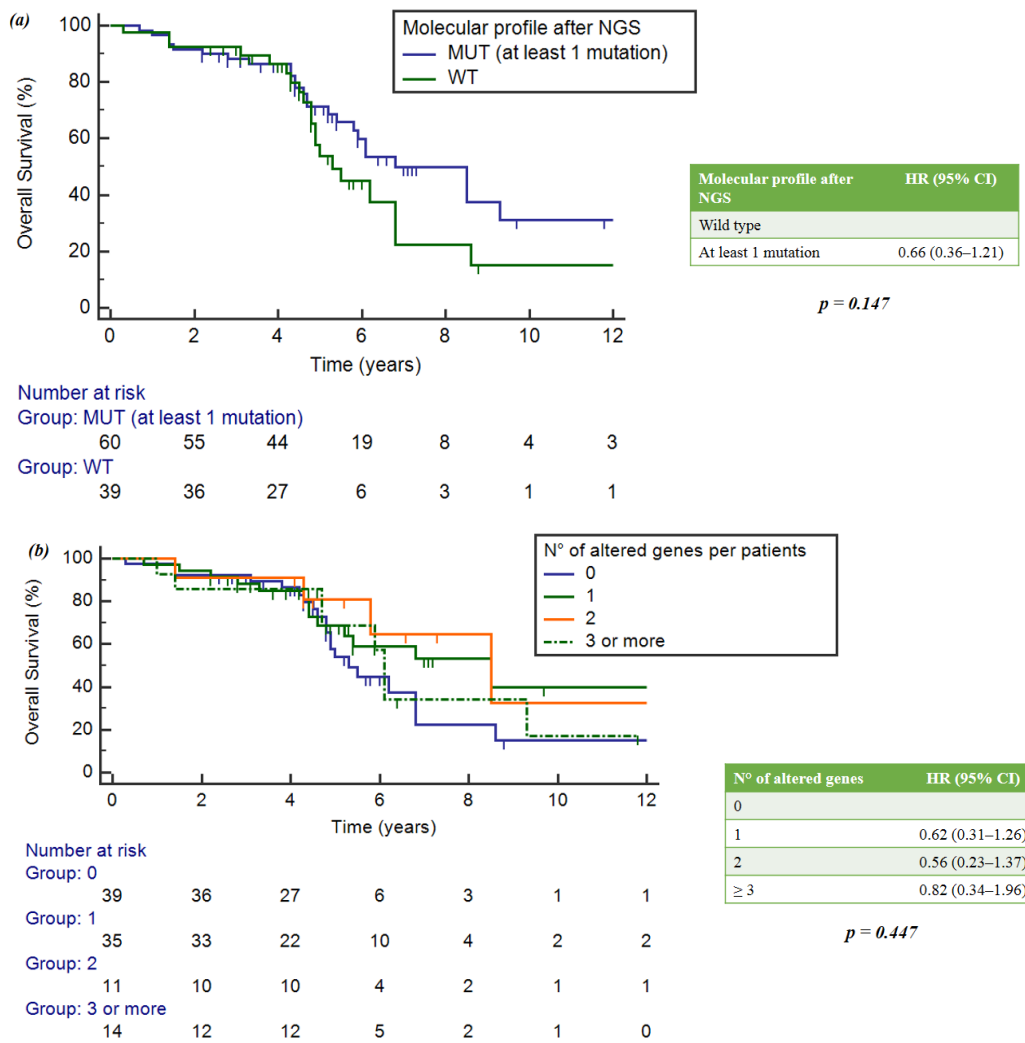 (a)
100
80
60
40
20
0
Overall Survival (%)
Molecular profile after NGS
MUT (at least 1 mutation)
WT
0 2 4 6 8 10 12
Time (years)
Number at risk
Group: MUT (at least 1 mutation)
60 55 44 19 8 4 3
Group: WT
39 36 27 6 3 1 1
Molecular profile after NGS HR (95% CI)
Wild type
At least 1 mutation 0.66 (0.36–1.21)
p = 0.147
(b)
100
80
60
40
20
0
Overall Survival (%)
N° of altered genes per patients
0
1
2
3 or more
0 2 4 6 8 10 12
Time (years)
Number at risk
Group: 0
39 36 27 6 3 1 1
Group: 1
35 33 22 10 4 2 2
Group: 2
11 10 10 4 2 1 1
Group: 3 or more
14 12 12 5 2 1 0
N° of altered genes HR (95% CI)
0
1 0.62 (0.31–1.26)
2 0.56 (0.23–1.37)
≥ 3 0.82 (0.34–1.96)
p = 0.447